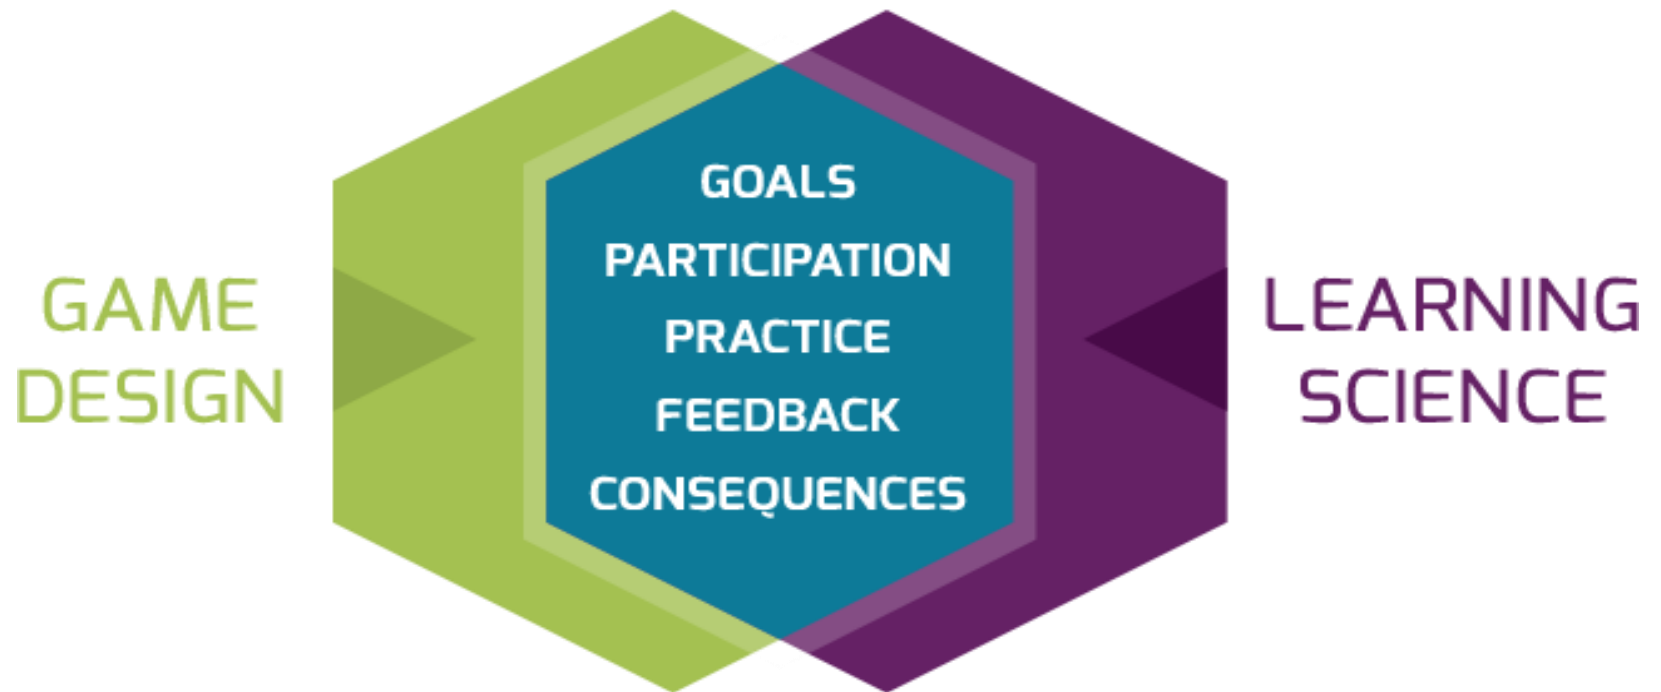 GAME
DESIGN
GOALS
PARTICIPATION
PRACTICE
FEEDBACK
CONSEQUENCES
LEARNING
SCIENCE